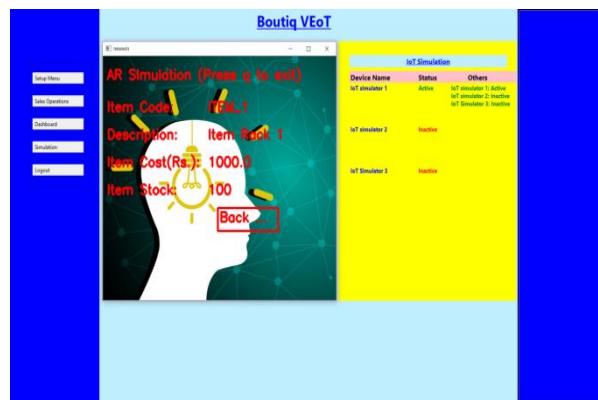 Boutiq VEoT
Setup Menu
Sales Operations
Dashboard
Simulation
Logout
AR SImulation (Press q to exit)
Item Code:
Description: Item Rack 1
Item Cost(Rs.): 1000.0
Item Stock: 100
Back ...
IoT Simulation
Device Name Status Others
IoT simulator 1 Active IoT simulator 1: Active
IoT simulator 2: Inactive
IoT Simulator 3: Inactive
IoT simulator 2 Inactive
IoT Simulator 3 Inactive